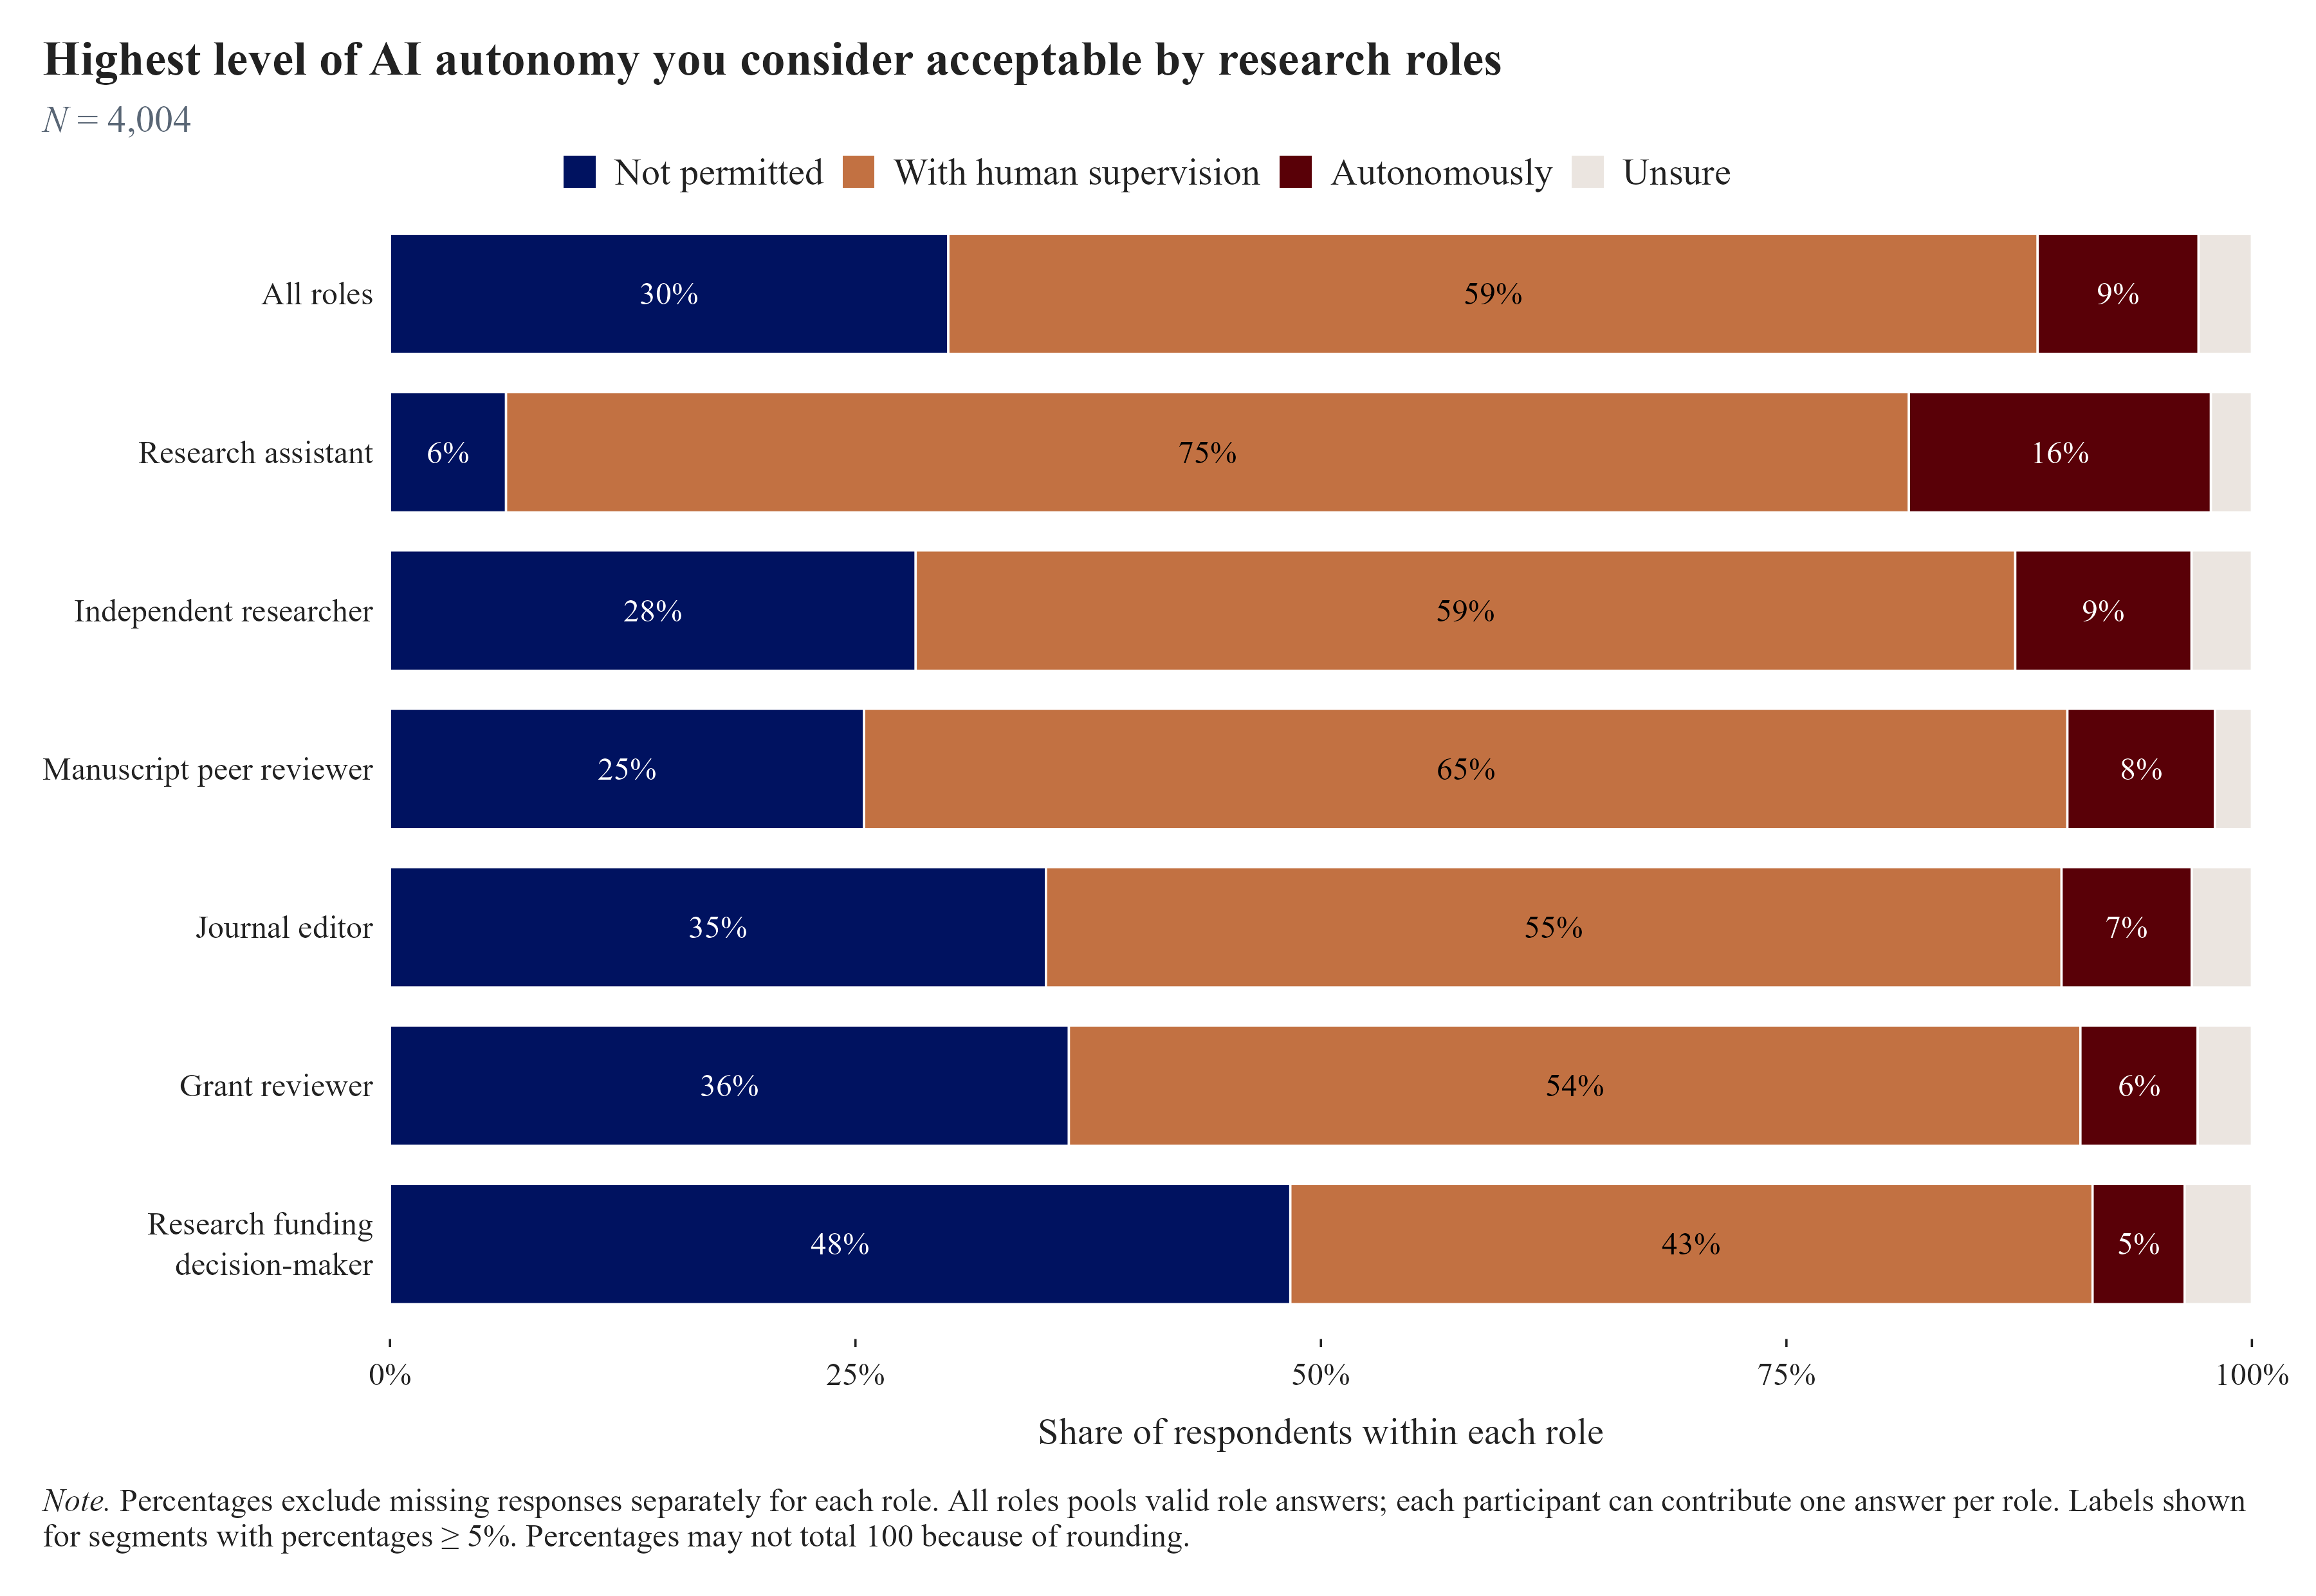 Highest level of AI autonomy you consider acceptable by research roles
N = 4,004
Not permitted With human supervision Autonomously Unsure
All roles 30% 59% 9%
Research assistant 6% 75% 16%
Independent researcher 28% 59% 9%
Manuscript peer reviewer 25% 65% 8%
Journal editor 35% 55% 7%
Grant reviewer 36% 54% 6%
Research funding
decision-maker
48% 43% 5%
0% 25% 50% 75% 100%
Share of respondents within each role
Note. Percentages exclude missing responses separately for each role. All roles pools valid role answers; each participant can contribute one answer per role. Labels shown
for segments with percentages ≥ 5%. Percentages may not total 100 because of rounding.